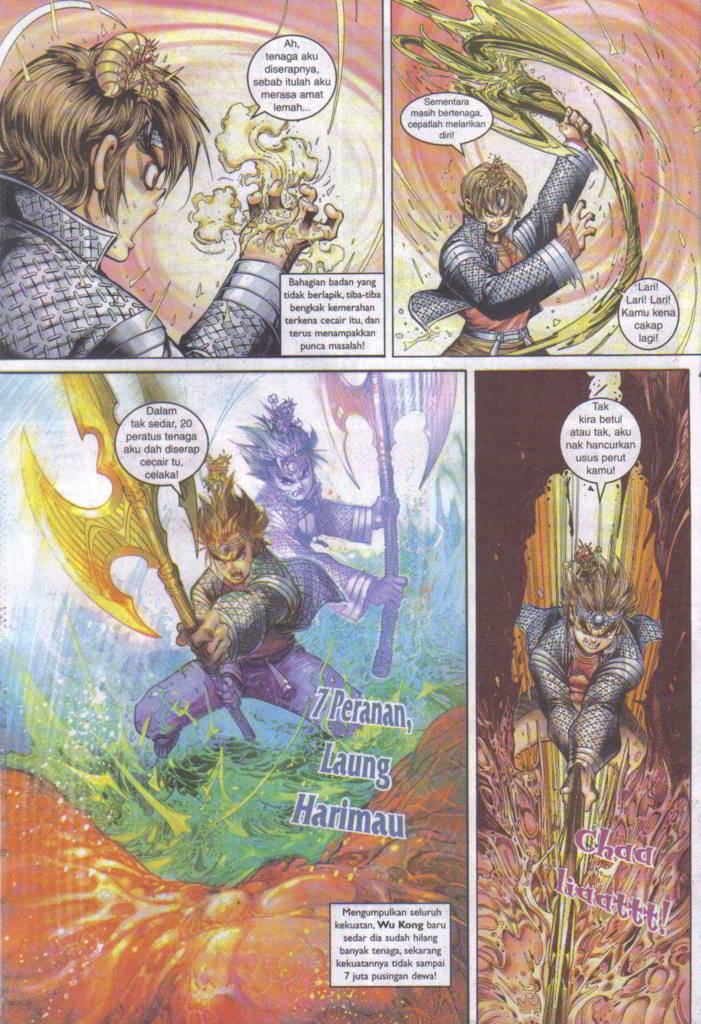 Ah,
tenaga aku
diserapnya,
sebab itulah aku
merasa amat
lemah...
Bahagian badan yang
tidak berlapik, tiba-tiba
bengkak kemerahan
terkena cecair itu, dan
terus menampakkan
punca masalah!
Sementara
masih bertenaga,
cepatlah melarikan
diri!
Lari!
Lari! Lari!
Kamu kena
cakap
lagi!
Dalam
tak sedar, 20
peratus tenaga
aku dah diserap
cecair tu,
celaka!
7 Peranan,
Laung
Harimau
Mengumpulkan seluruh
kekuatan, Wu Kong baru
sedar dia sudah hilang
banyak tenaga, sekarang
kekuatannya tidak sampai
7 juta pusingan dewa!
Tak
kira betul
atau tak, aku
nak hancurkan
usus perut
kamu!
Chaa
liaattt!